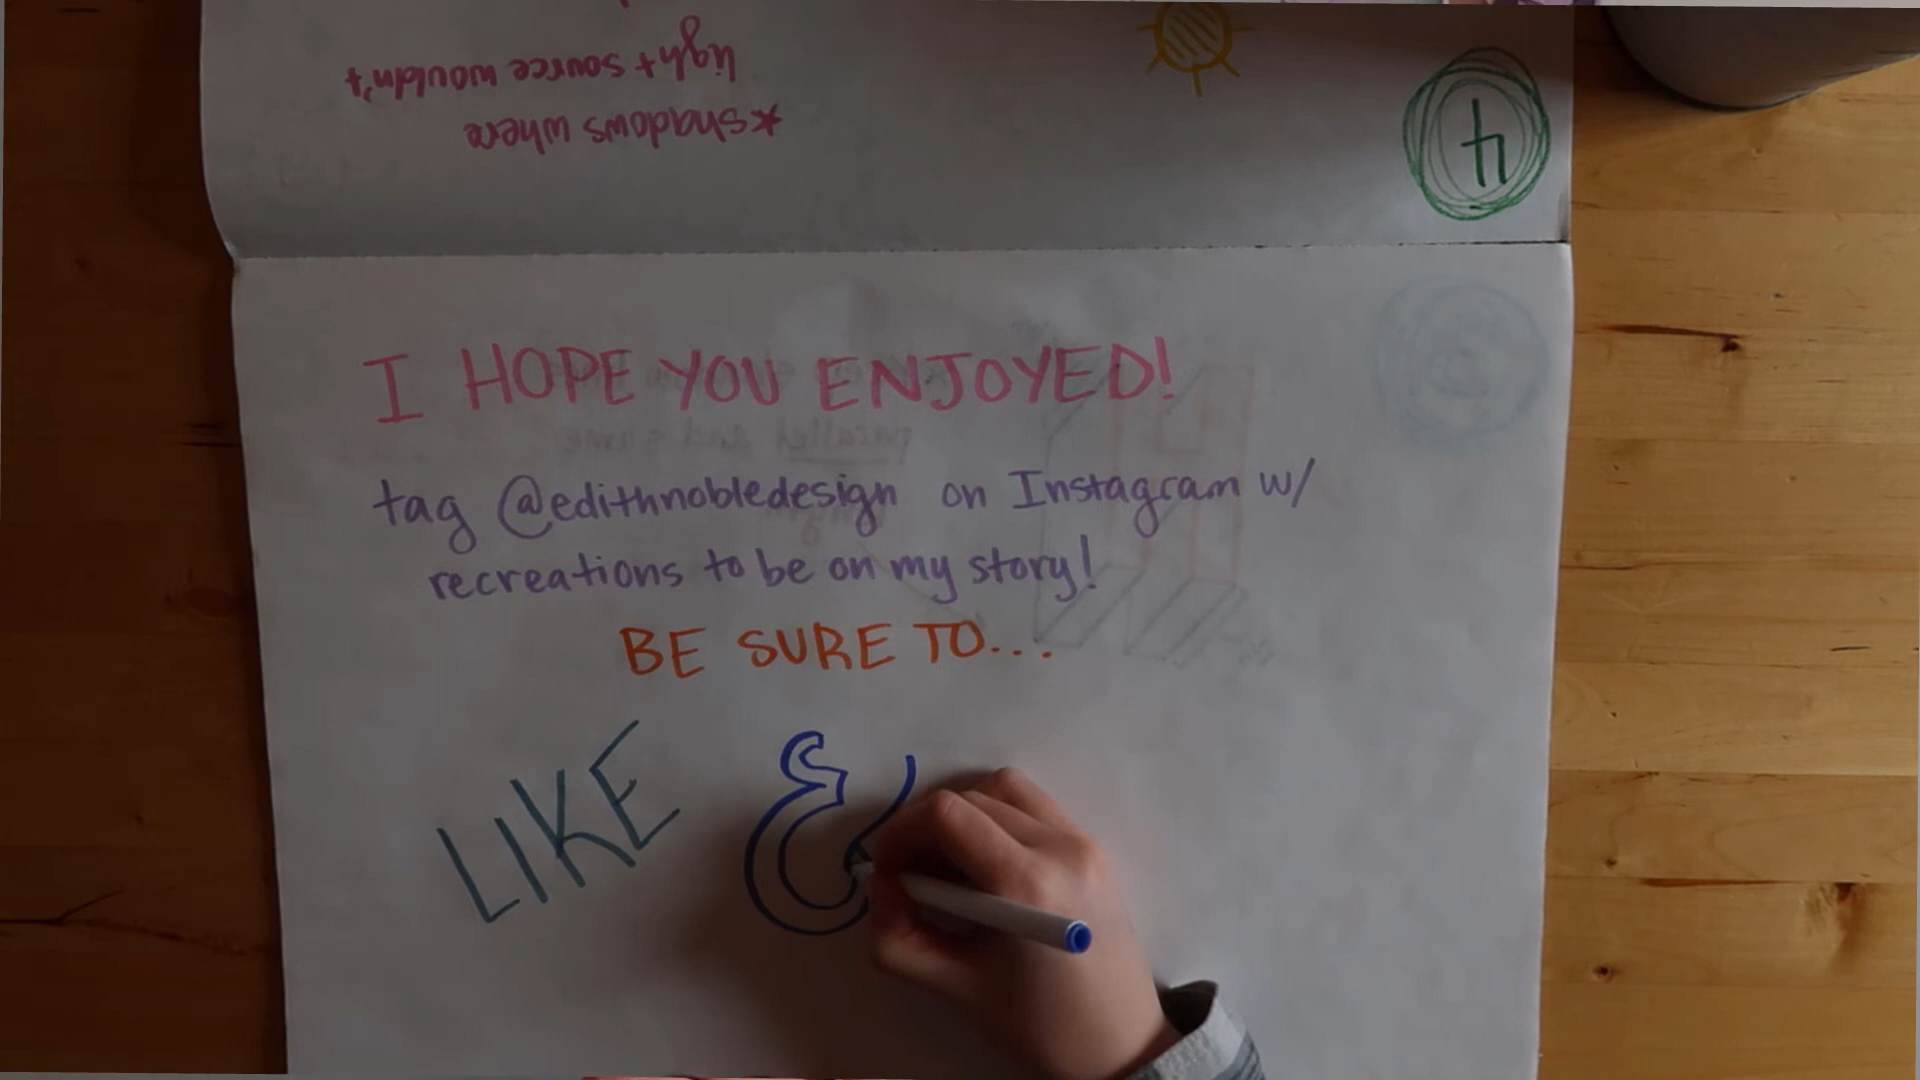 light source wouldn't
*shadows where
4
I HOPE YOU ENJOYED!
tag @edithnobledesign on Instagram w/
recreations to be on my story!
BE SURE TO...
LIKE &